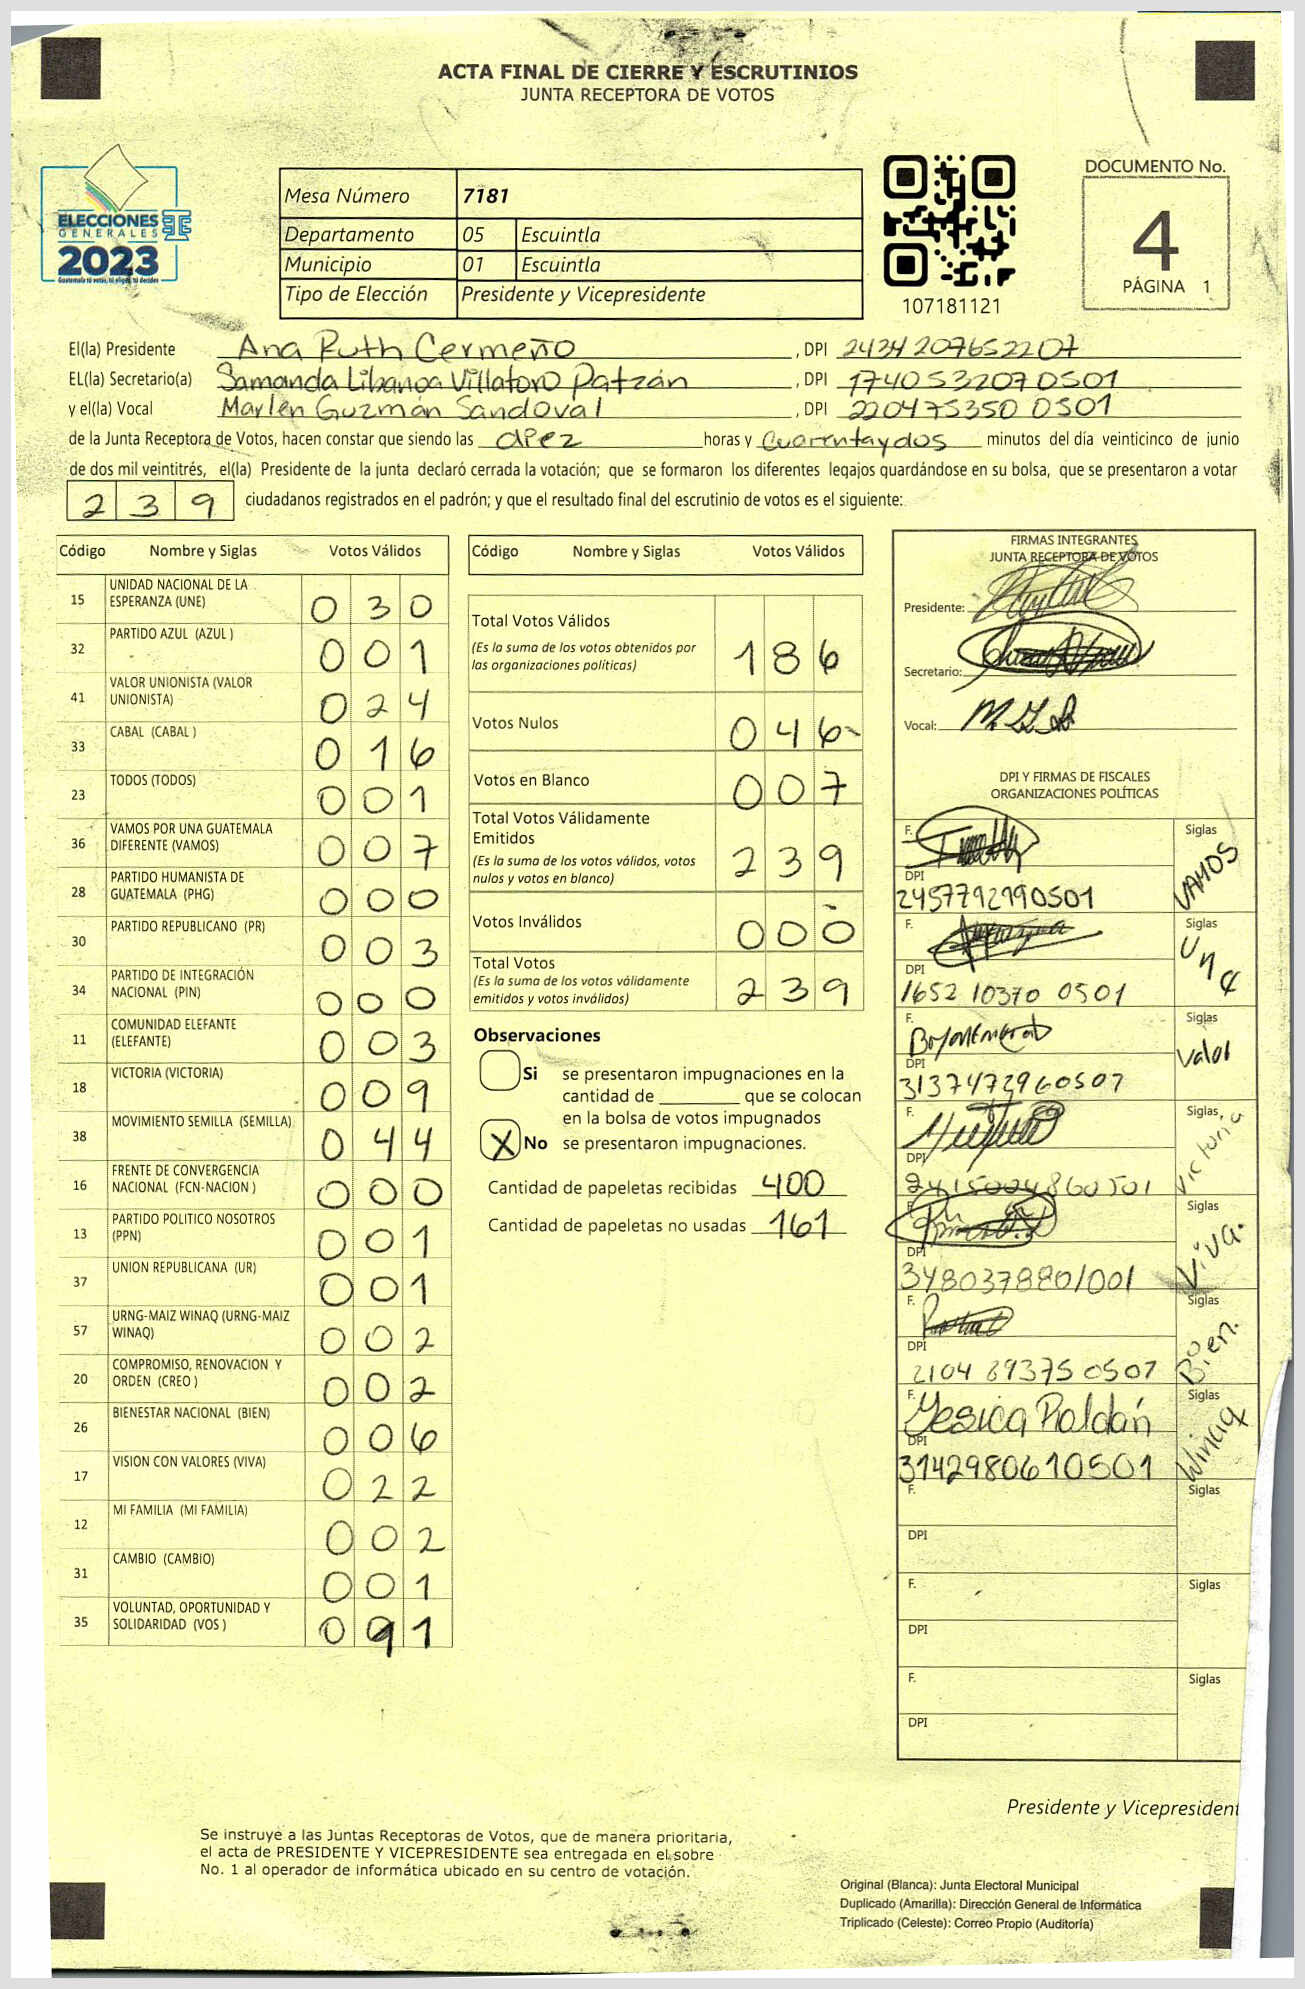 ACTA FINAL DE CIERRE Y ESCRUTINIOS
JUNTA RECEPTORA DE VOTOS
ELECCIONES
GENERALES
2023
Guatemala tú votas, tú eliges, tú decides
Mesa Número 7181
Departamento 05 Escuintla
Municipio 01 Escuintla
Tipo de Elección Presidente y Vicepresidente
107181121
DOCUMENTO No.
4
PÁGINA 1
El(la) Presidente Ana Ruth Cermeño, DPI 2434207652207
EL(la) Secretario(a) Samanda Libanoa Villatoro Patzán, DPI 1740532070501
y el(la) Vocal Marlen Guzmán Sandoval, DPI 2204753500501
de la Junta Receptora de Votos, hacen constar que siendo las diez horas y cuarentaydos minutos del día veinticinco de junio
de dos mil veintitrés, el(la) Presidente de la junta declaró cerrada la votación; que se formaron los diferentes legajos quardándose en su bolsa, que se presentaron a votar
239 ciudadanos registrados en el padrón; y que el resultado final del escrutinio de votos es el siguiente:
Código Nombre y Siglas Votos Válidos
15 UNIDAD NACIONAL DE LA ESPERANZA (UNE) 030
32 PARTIDO AZUL (AZUL ) 001
41 VALOR UNIONISTA (VALOR UNIONISTA) 024
33 CABAL (CABAL ) 016
23 TODOS (TODOS) 001
36 VAMOS POR UNA GUATEMALA DIFERENTE (VAMOS) 007
28 PARTIDO HUMANISTA DE GUATEMALA (PHG) 000
30 PARTIDO REPUBLICANO (PR) 003
34 PARTIDO DE INTEGRACIÓN NACIONAL (PIN) 000
11 COMUNIDAD ELEFANTE (ELEFANTE) 003
18 VICTORIA (VICTORIA) 009
38 MOVIMIENTO SEMILLA (SEMILLA) 044
16 FRENTE DE CONVERGENCIA NACIONAL (FCN-NACION ) 000
13 PARTIDO POLITICO NOSOTROS (PPN) 001
37 UNION REPUBLICANA (UR) 001
57 URNG-MAIZ WINAQ (URNG-MAIZ WINAQ) 002
20 COMPROMISO, RENOVACION Y ORDEN (CREO ) 002
26 BIENESTAR NACIONAL (BIEN) 006
17 VISION CON VALORES (VIVA) 022
12 MI FAMILIA (MI FAMILIA) 002
31 CAMBIO (CAMBIO) 001
35 VOLUNTAD, OPORTUNIDAD Y SOLIDARIDAD (VOS )
Código Nombre y Siglas Votos Válidos
Total Votos Válidos 186
(Es la suma de los votos obtenidos por
las organizaciones políticas)
Votos Nulos 046
Votos en Blanco 007
Total Votos Válidamente
Emitidos 239
(Es la suma de los votos válidos, votos
nulos y votos en blanco)
Votos Inválidos 000
Total Votos 239
(Es la suma de los votos válidamente
emitidos y votos inválidos)
Observaciones
Si se presentaron impugnaciones en la
cantidad de ________ que se colocan
en la bolsa de votos impugnados
X No se presentaron impugnaciones.
Cantidad de papeletas recibidas 400
Cantidad de papeletas no usadas 161
FIRMAS INTEGRANTES
JUNTA RECEPTORA DE VOTOS
Presidente:
Secretario:
Vocal: M.G.S
DPI Y FIRMAS DE FISCALES
ORGANIZACIONES POLÍTICAS
F. Siglas VAMOS
DPI 2457792190501
F. Siglas Une
DPI 1652 10370 0501
F. Siglas Valor
DPI 3137472960507
F. Siglas Victoria
DPI 2415004860501
F. Siglas Viva.
DPI 3480378801001
F. Siglas Bien.
DPI 2104 89375 0507
F. Yesica Roldán Siglas Winaq
DPI 3142980610501
F. Siglas
DPI
F. Siglas
DPI
F. Siglas
DPI
Presidente y Vicepresident
Se instruye a las Juntas Receptoras de Votos, que de manera prioritaria,
el acta de PRESIDENTE Y VICEPRESIDENTE sea entregada en el sobre
No. 1 al operador de informática ubicado en su centro de votación.
Original (Blanca): Junta Electoral Municipal
Duplicado (Amarilla): Dirección General de Informática
Triplicado (Celeste): Correo Propio (Auditoría)